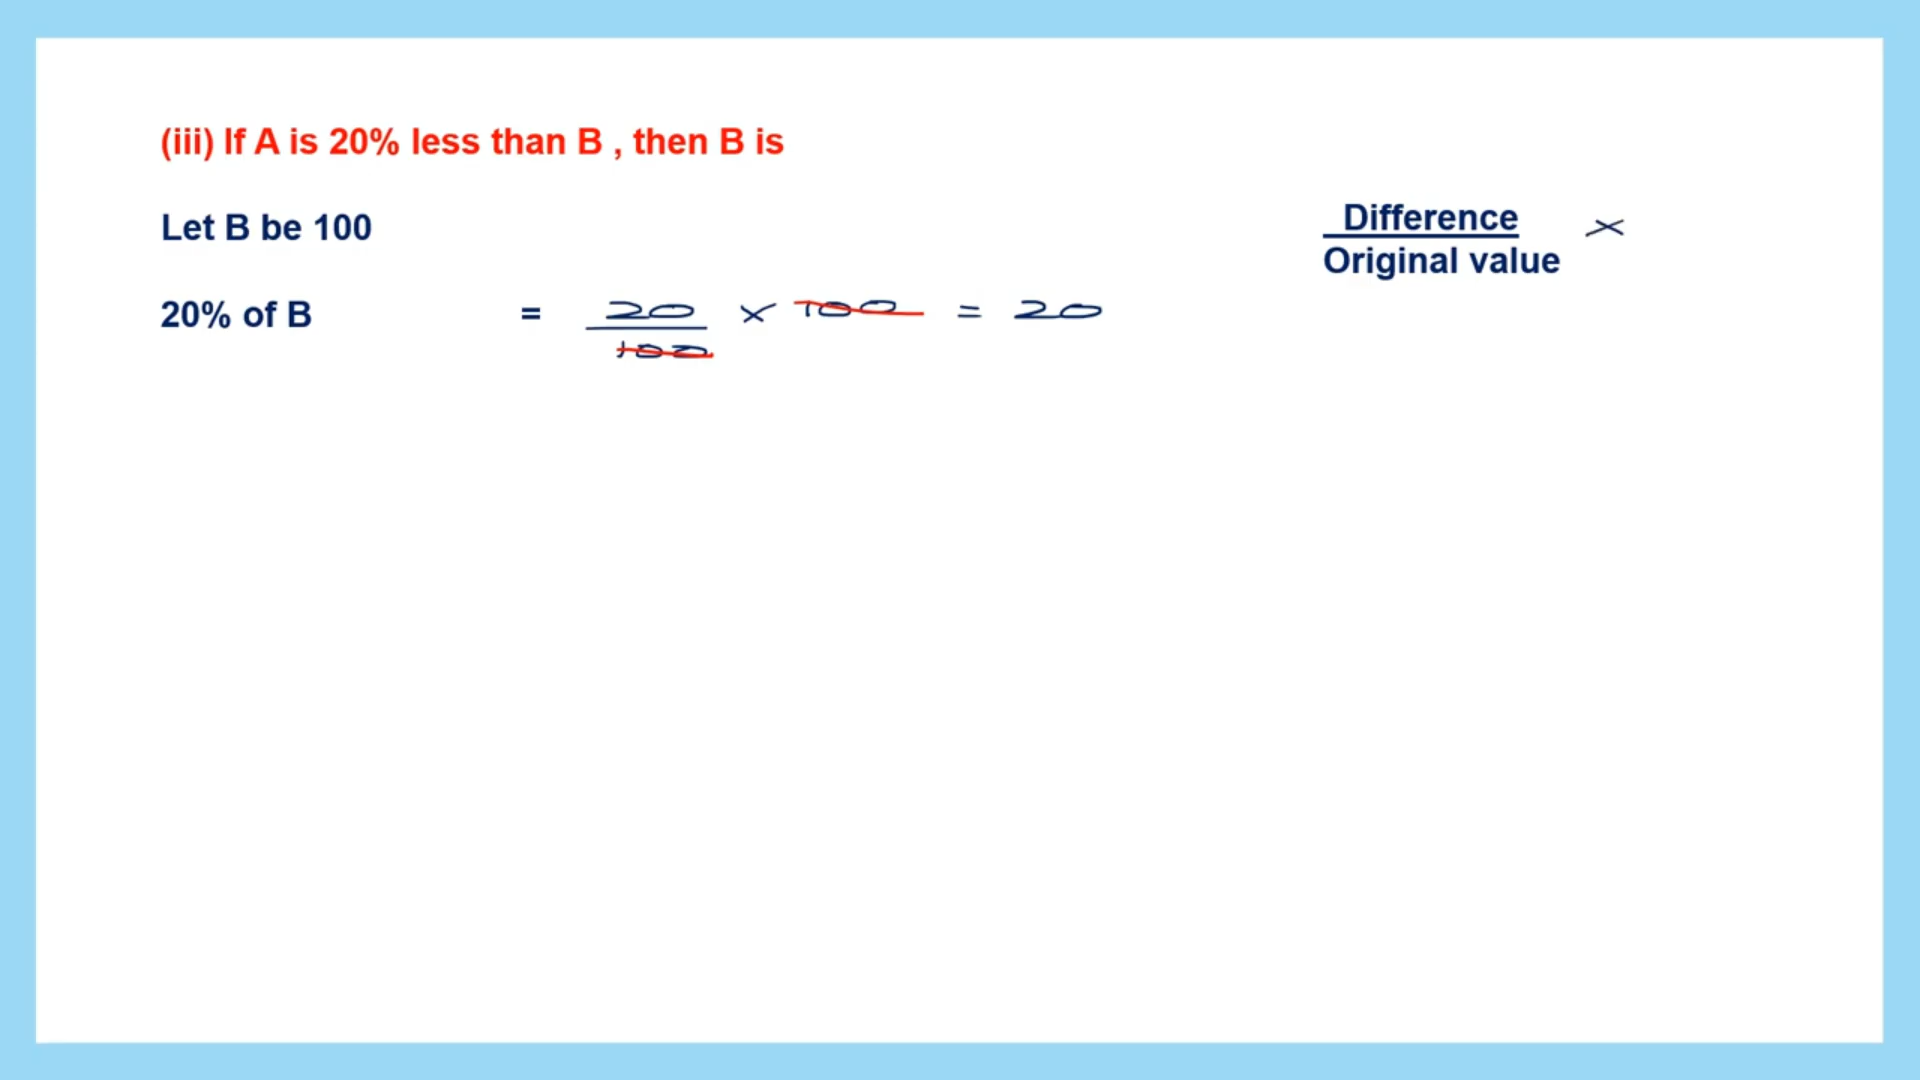 (iii) If A is 20% less than B , then B is
Let B be 100
Difference ×
Original value
20% of B = 20 × 100 = 20
100